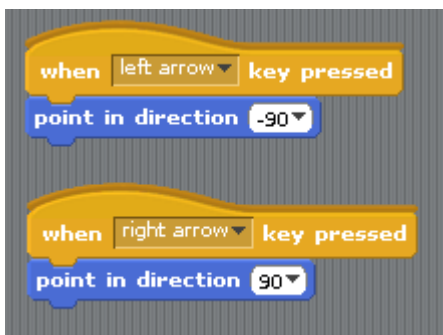 when left arrow key pressed
point in direction -90
when right arrow key pressed
point in direction 90